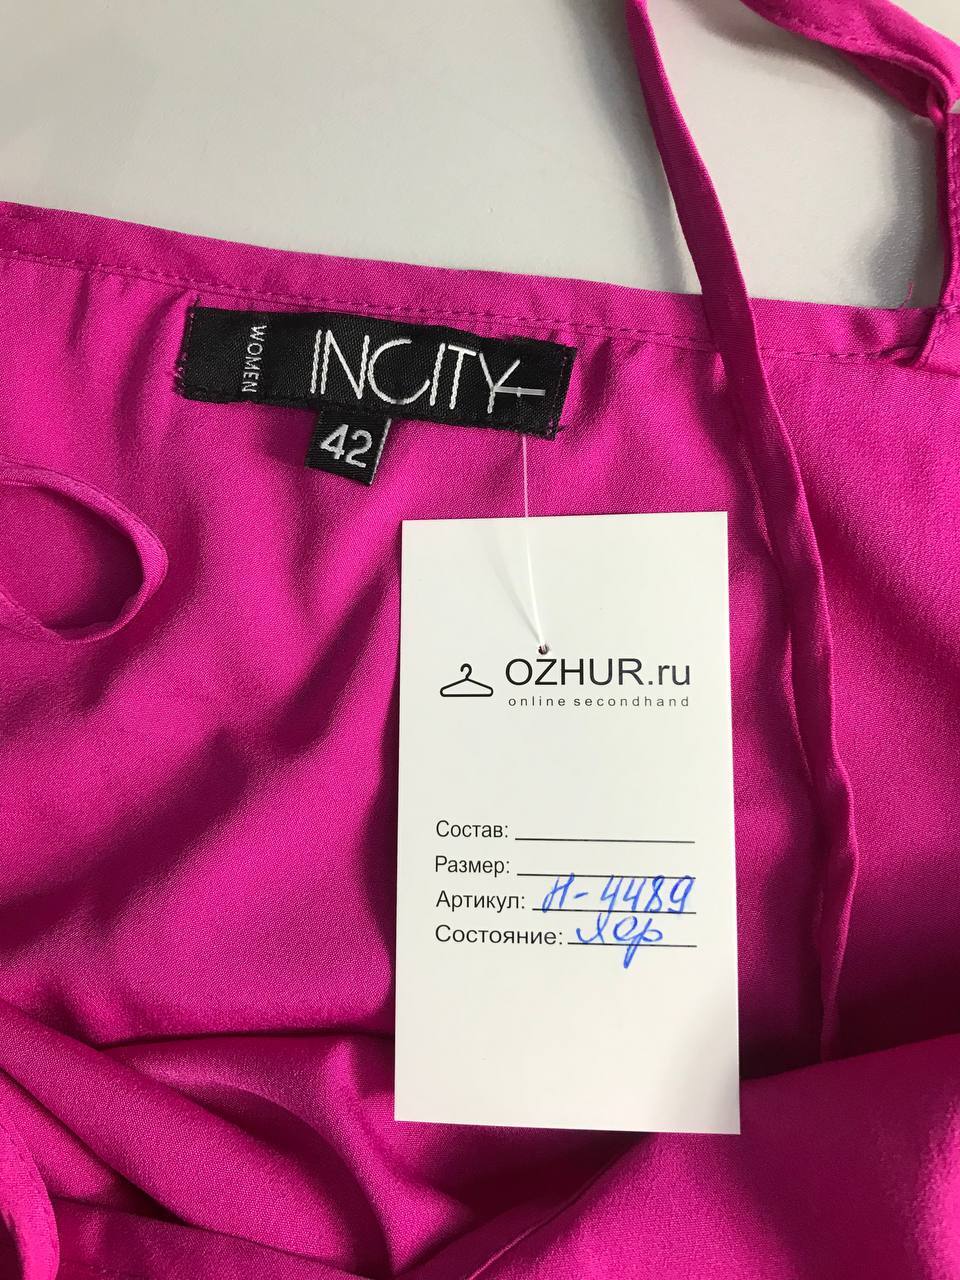 WOMEN
INCITY
42
OZHUR.ru
online secondhand
Состав:
Размер:
Артикул: Н-4489
Состояние: хор